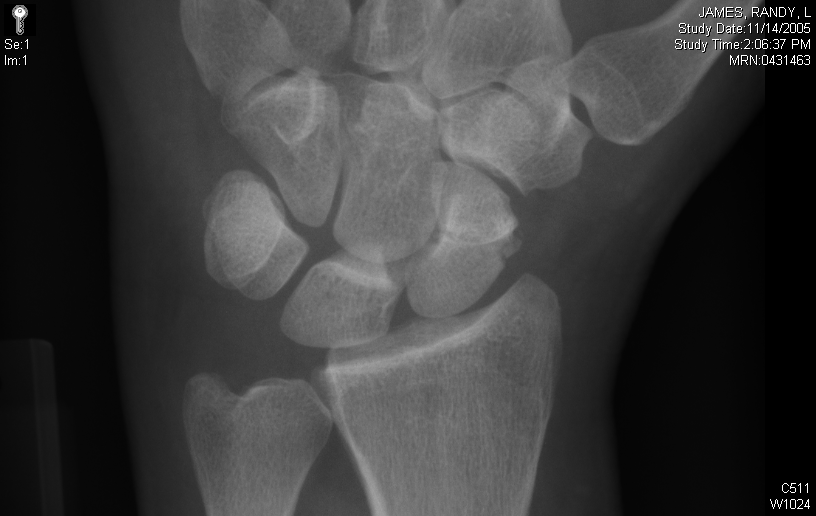 JAMES, RANDY, L
Study Date:11/14/2005
Study Time:2:06:37 PM
MRN:0431463
Se:1
Im:1
C511
W1024